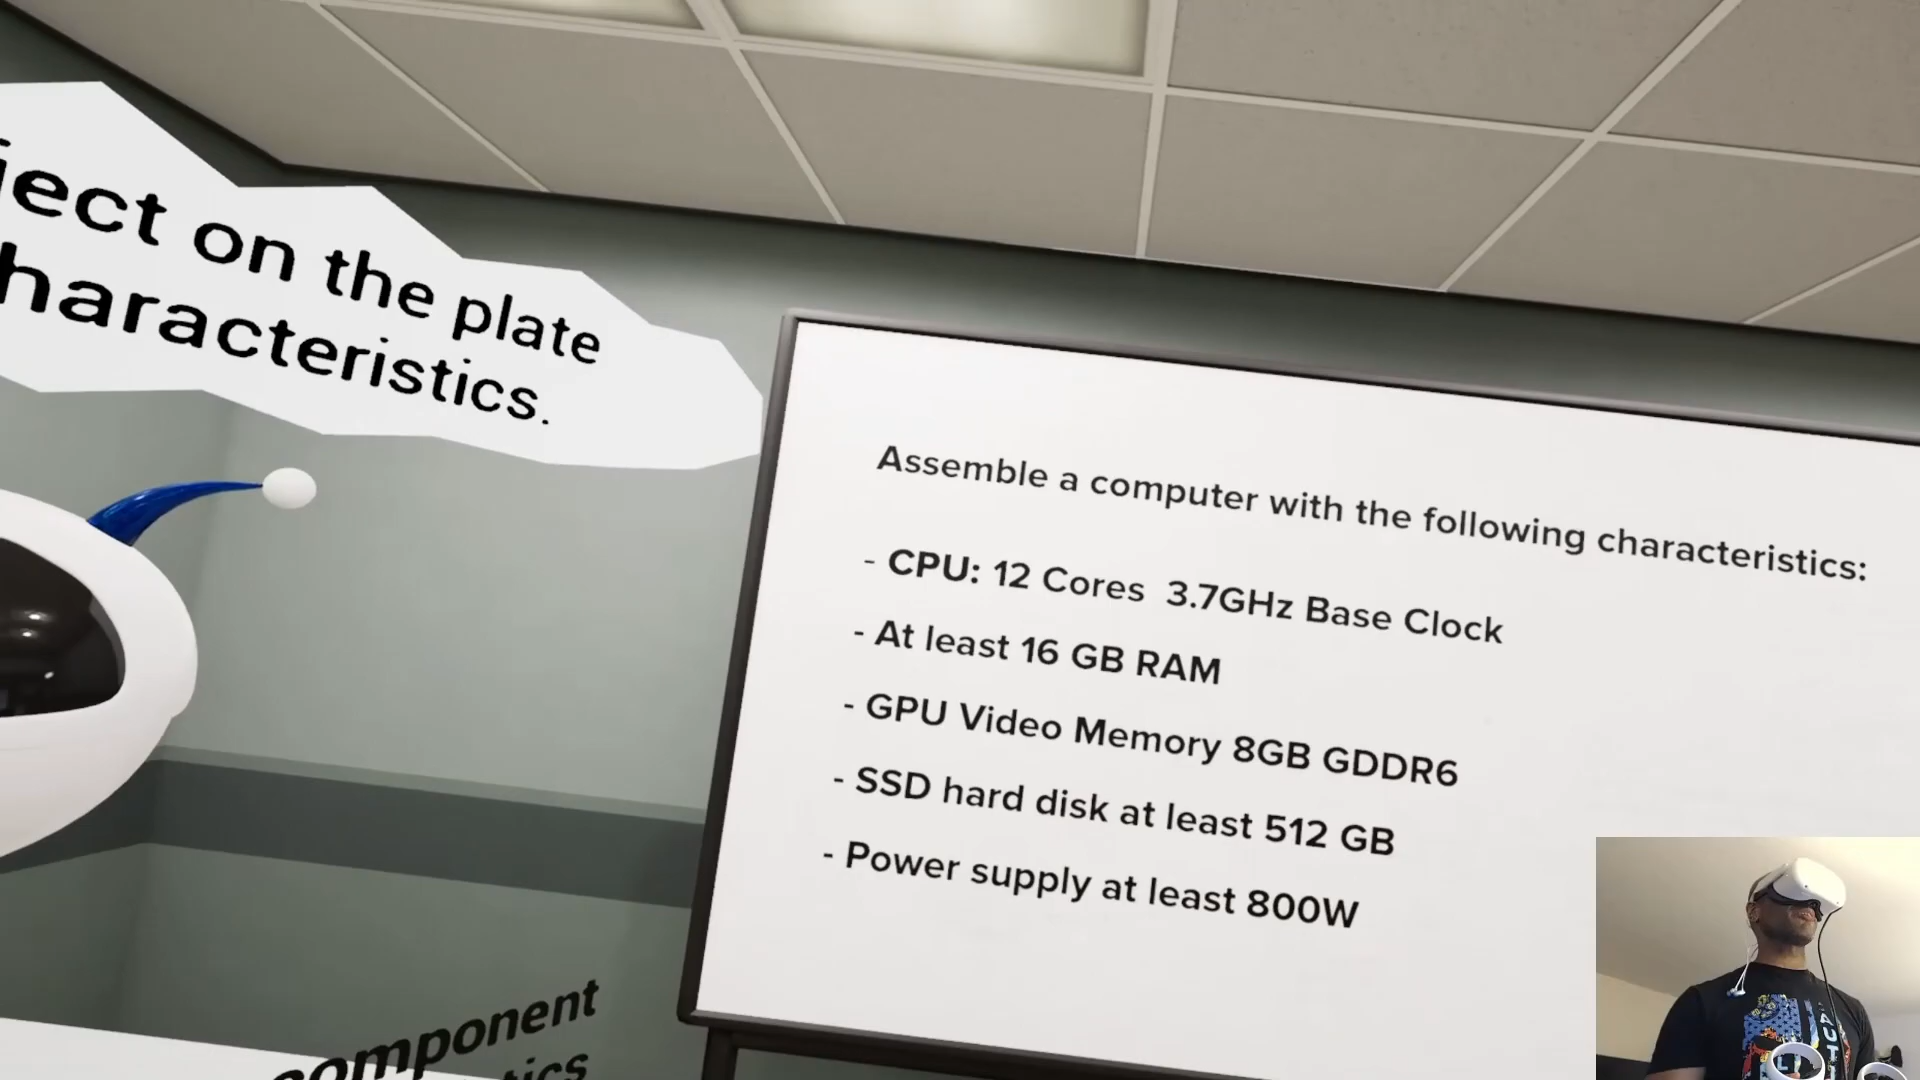 ject on the plate
haracteristics.
Assemble a computer with the following characteristics:
- CPU: 12 Cores 3.7GHz Base Clock
- At least 16 GB RAM
- GPU Video Memory 8GB GDDR6
- SSD hard disk at least 512 GB
- Power supply at least 800W
omponent
tics